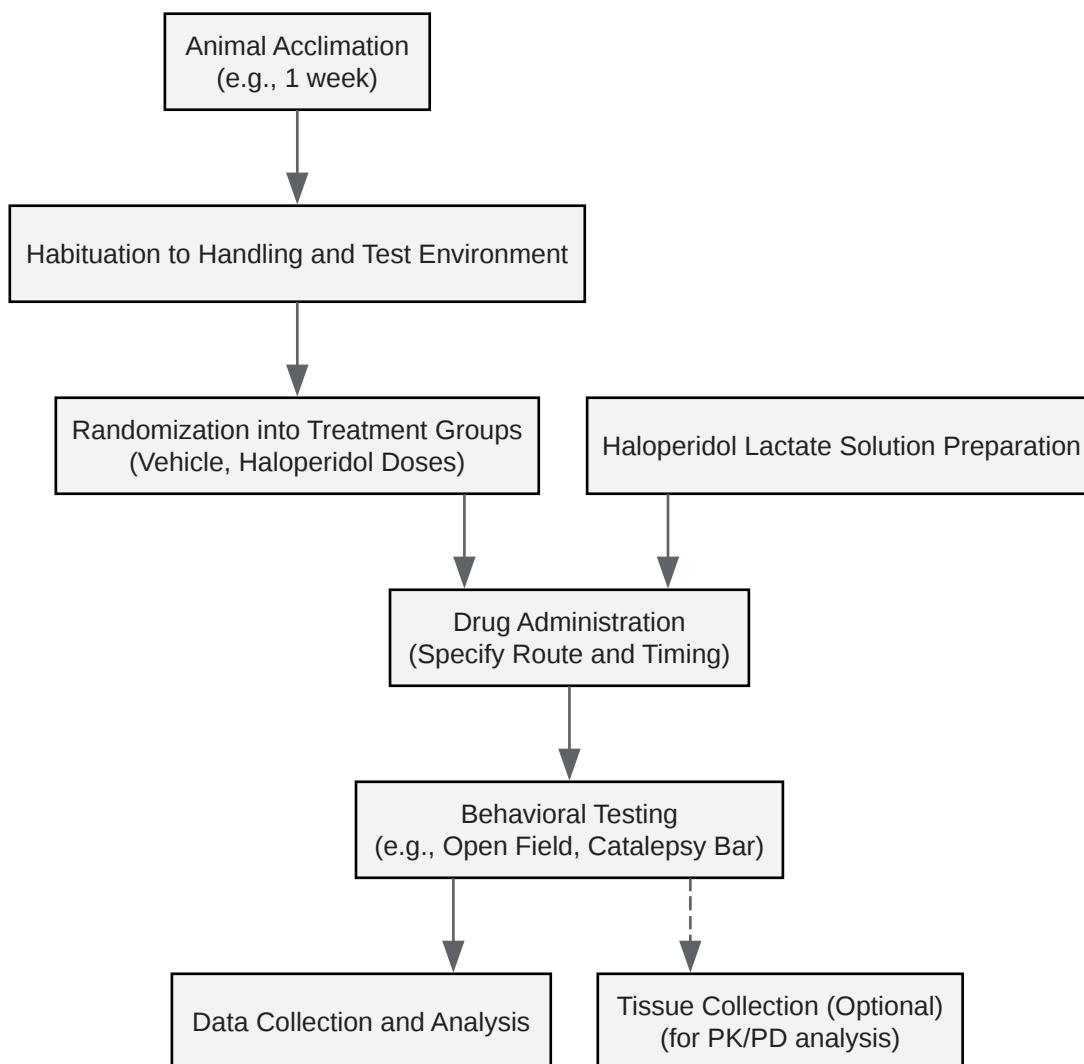 Animal Acclimation
(e.g., 1 week)
Habituation to Handling and Test Environment
Randomization into Treatment Groups
(Vehicle, Haloperidol Doses)
Haloperidol Lactate Solution Preparation
Drug Administration
(Specify Route and Timing)
Behavioral Testing
(e.g., Open Field, Catalepsy Bar)
Data Collection and Analysis
Tissue Collection (Optional)
(for PK/PD analysis)